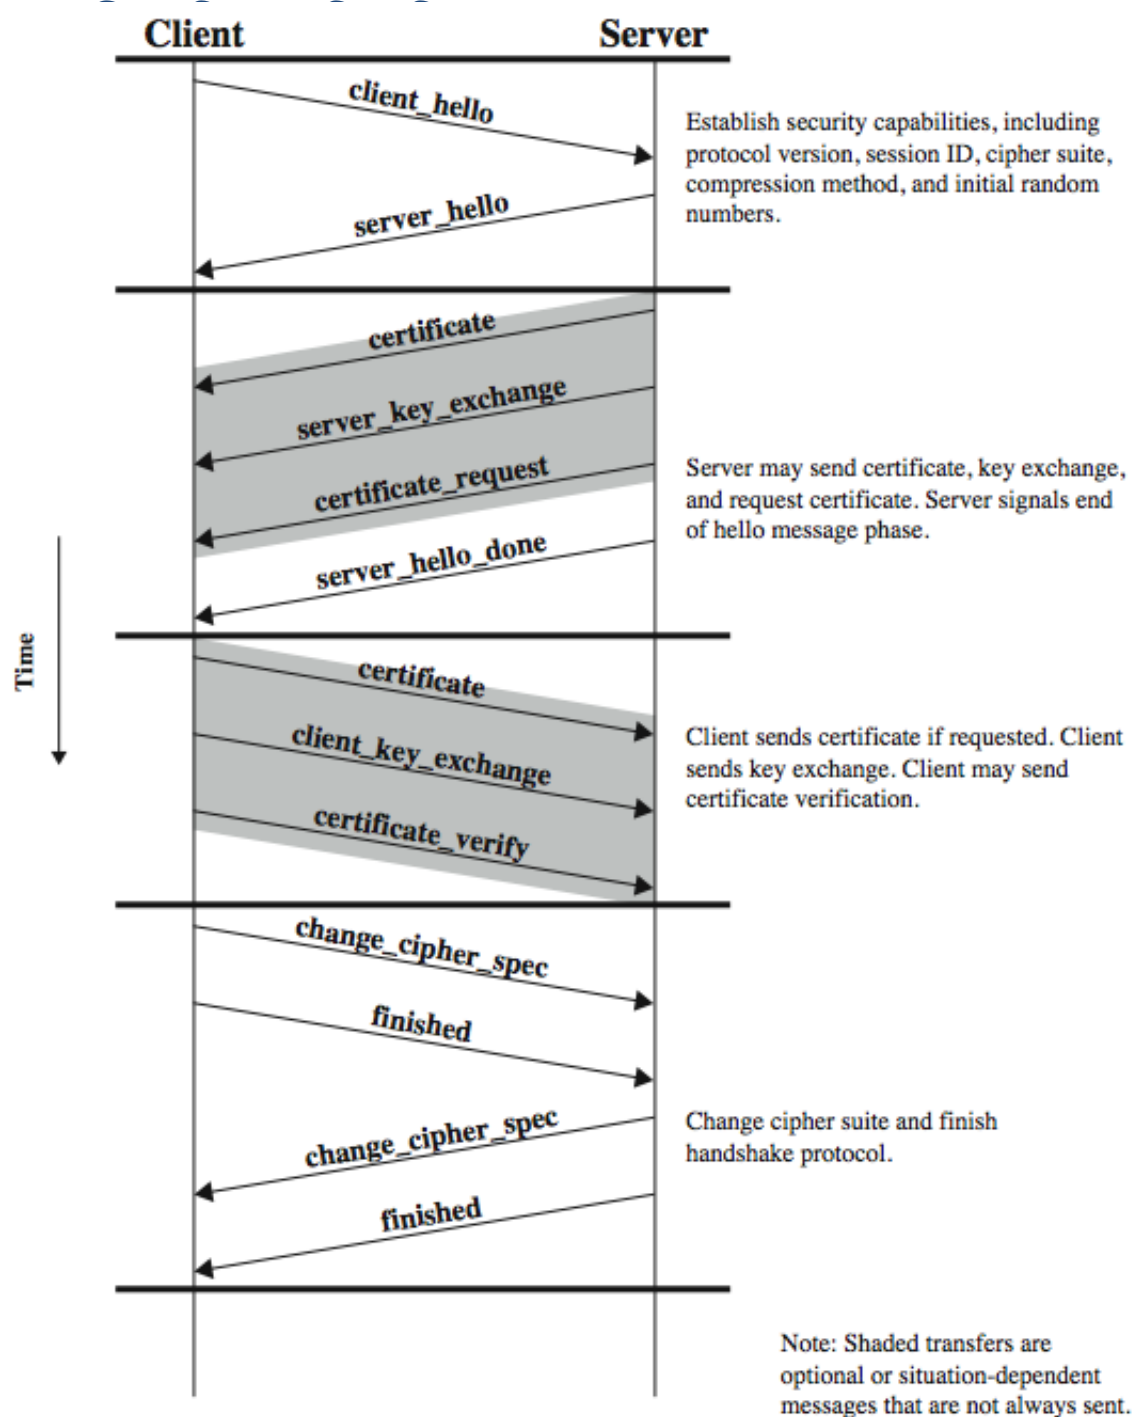 Client
Server
client_hello
Establish security capabilities, including
protocol version, session ID, cipher suite,
compression method, and initial random
numbers.
server_hello
certificate
server_key_exchange
certificate_request
Server may send certificate, key exchange,
and request certificate. Server signals end
of hello message phase.
server_hello_done
Time
certificate
client_key_exchange
Client sends certificate if requested. Client
sends key exchange. Client may send
certificate verification.
certificate_verify
change_cipher_spec
finished
change_cipher_spec
Change cipher suite and finish
handshake protocol.
finished
Note: Shaded transfers are
optional or situation-dependent
messages that are not always sent.